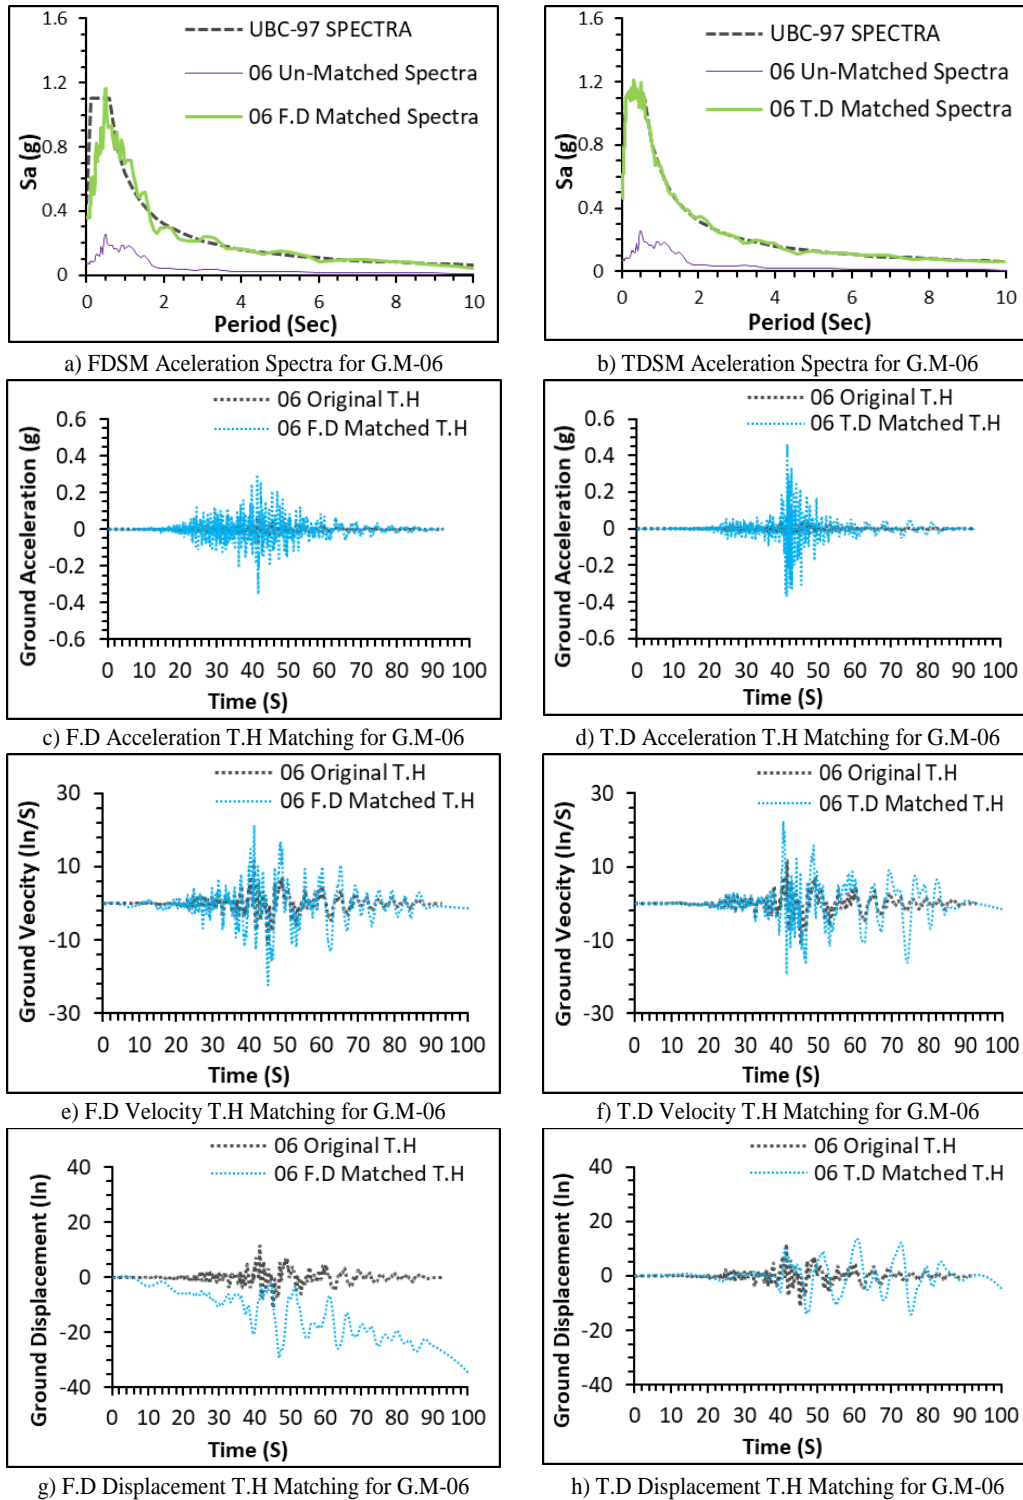 1.6
1.2
0.8
0.4
0
Sa (g)
UBC-97 SPECTRA
06 Un-Matched Spectra
06 F.D Matched Spectra
0 2 4 6 8 10
Period (Sec)
a) FDSM Aceleration Spectra for G.M-06
1.6
1.2
0.8
0.4
0
Sa (g)
UBC-97 SPECTRA
06 Un-Matched Spectra
06 T.D Matched Spectra
0 2 4 6 8 10
Period (Sec)
b) TDSM Aceleration Spectra for G.M-06
06 Original T.H
06 F.D Matched T.H
0.6
0.4
0.2
0
-0.2
-0.4
-0.6
Ground Acceleration (g)
0 10 20 30 40 50 60 70 80 90 100
Time (S)
c) F.D Acceleration T.H Matching for G.M-06
06 Original T.H
06 T.D Matched T.H
0.6
0.4
0.2
0
-0.2
-0.4
-0.6
Ground Acceleration (g)
0 10 20 30 40 50 60 70 80 90 100
Time (S)
d) T.D Acceleration T.H Matching for G.M-06
06 Original T.H
06 F.D Matched T.H
30
10
-10
-30
Ground Veocity (In/S)
0 10 20 30 40 50 60 70 80 90 100
Time (S)
e) F.D Velocity T.H Matching for G.M-06
06 Original T.H
06 T.D Matched T.H
30
10
-10
-30
Ground Veocity (In/S)
0 10 20 30 40 50 60 70 80 90 100
Time (S)
f) T.D Velocity T.H Matching for G.M-06
06 Original T.H
06 F.D Matched T.H
40
20
0
-20
-40
Ground Displacement (In)
0 10 20 30 40 50 60 70 80 90 100
Time (S)
g) F.D Displacement T.H Matching for G.M-06
06 Original T.H
06 T.D Matched T.H
40
20
0
-20
-40
Ground Displacement (In)
0 10 20 30 40 50 60 70 80 90 100
Time (S)
h) T.D Displacement T.H Matching for G.M-06